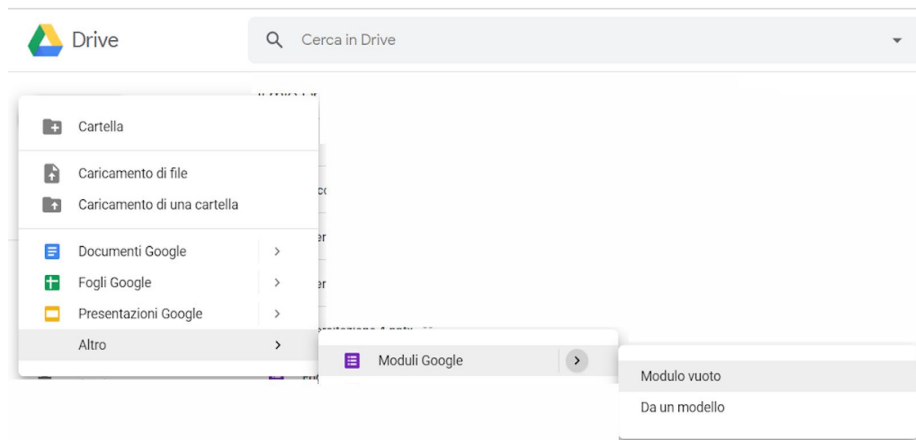 Drive
Cerca in Drive
Cartella
Caricamento di file
Caricamento di una cartella
Documenti Google
Fogli Google
Presentazioni Google
Altro
Moduli Google
Modulo vuoto
Da un modello